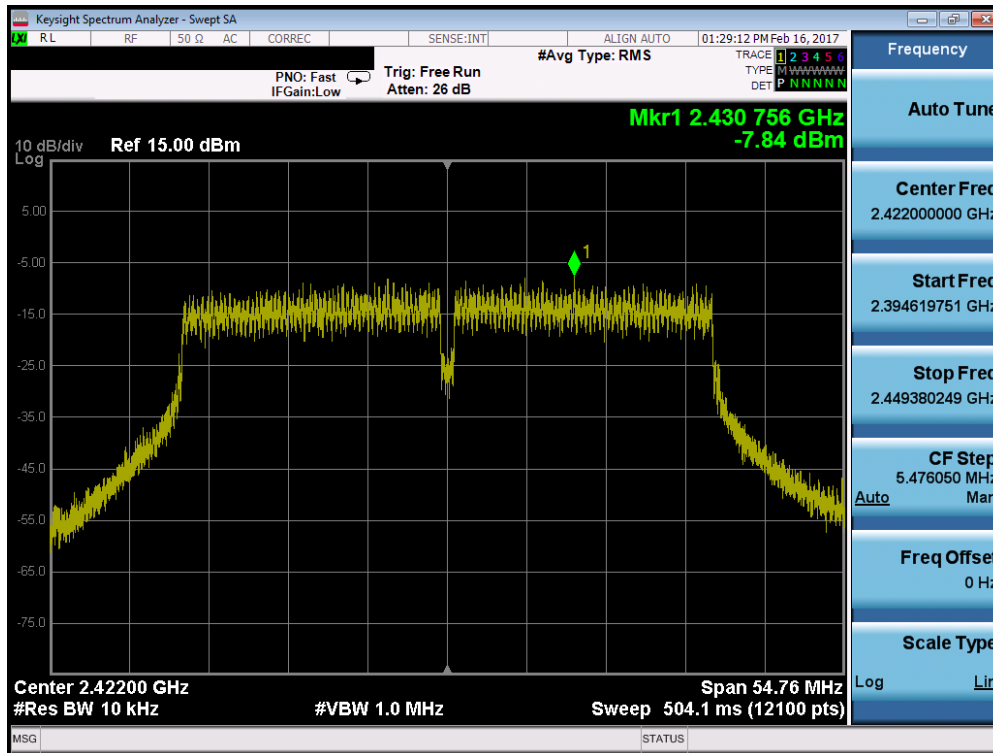 Keysight Spectrum Analyzer - Swept SA
LXI RL RF 50 Ω AC CORREC SENSE:INT ALIGN AUTO 01:29:12 PM Feb 16, 2017
#Avg Type: RMS
TRACE 1 2 3 4 5 6
PNO: Fast Trig: Free Run
TYPE M WWWWW
IFGain:Low Atten: 26 dB
DET P N N N N N
Frequency
Mkr1 2.430 756 GHz
-7.84 dBm
10 dB/div Ref 15.00 dBm
Log
5.00
-5.00
-15.0
-25.0
-35.0
-45.0
-55.0
-65.0
-75.0
1
Center 2.42200 GHz Span 54.76 MHz
#Res BW 10 kHz #VBW 1.0 MHz Sweep 504.1 ms (12100 pts)
Auto Tune
Center Freq
2.422000000 GHz
Start Freq
2.394619751 GHz
Stop Freq
2.449380249 GHz
CF Step
5.476050 MHz
Auto Man
Freq Offset
0 Hz
Scale Type
Log Lin
MSG STATUS